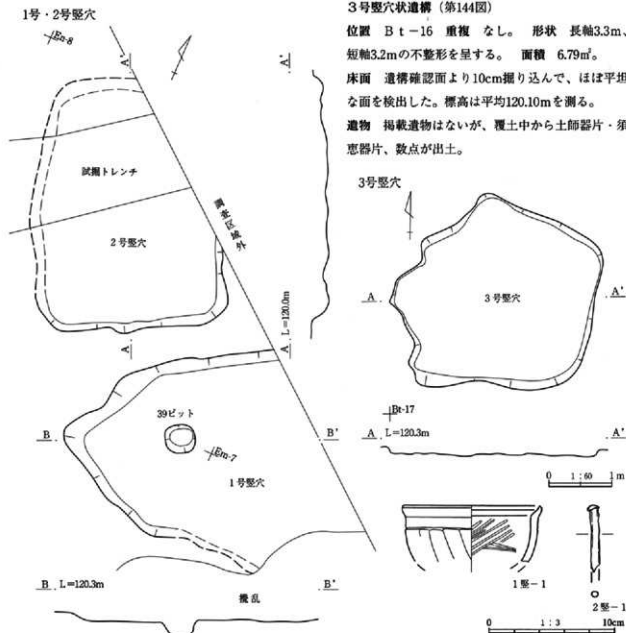 1号・2号竪穴
En-8
A'
A'
試掘トレンチ
2号竪穴
調査区域外
A
A
L=120.0m
39ピット
B
B'
Em-7
1号竪穴
B
L=120.3m
B'
攪乱
3号竪穴状遺構（第144図）
位置　Bt－16　重複　なし。　形状　長軸3.3m、
短軸3.2mの不整形を呈する。　面積　6.79㎡。
床面　遺構確認面より10cm掘り込んで、ほぼ平坦
な面を検出した。標高は平均120.10mを測る。
遺物　掲載遺物はないが、覆土中から土師器片・須
恵器片、数点が出土。
3号竪穴
A
A'
3号竪穴
Bt-17
A
L=120.3m
A'
0 1:60 1m
1竪－1
2竪－1
0 1:3 10cm